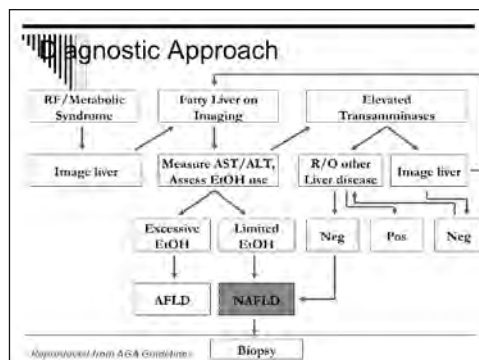 Diagnostic Approach
RF/Metabolic
Syndrome
Fatty Liver on
Imaging
Elevated
Transamminases
Image liver
Measure AST/ALT,
Assess EtOH use
R/O other
Liver disease
Image liver
Excessive
EtOH
Limited
EtOH
Neg
Pos
Neg
AFLD
NAFLD
Biopsy
Reproduced from AGA Guidelines